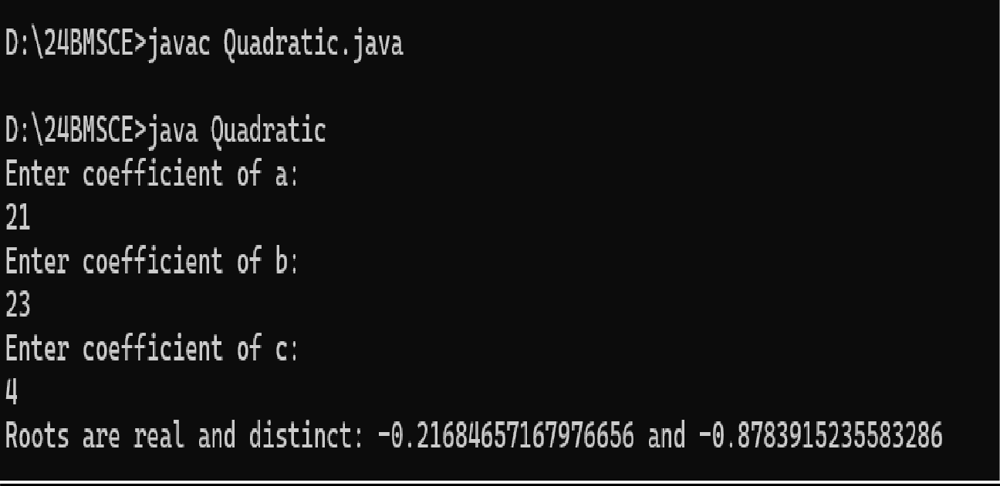 D:\24BMSCE>javac Quadratic.java
D:\24BMSCE>java Quadratic
Enter coefficient of a:
21
Enter coefficient of b:
23
Enter coefficient of c:
4
Roots are real and distinct: -0.21684657167976656 and -0.8783915235583286